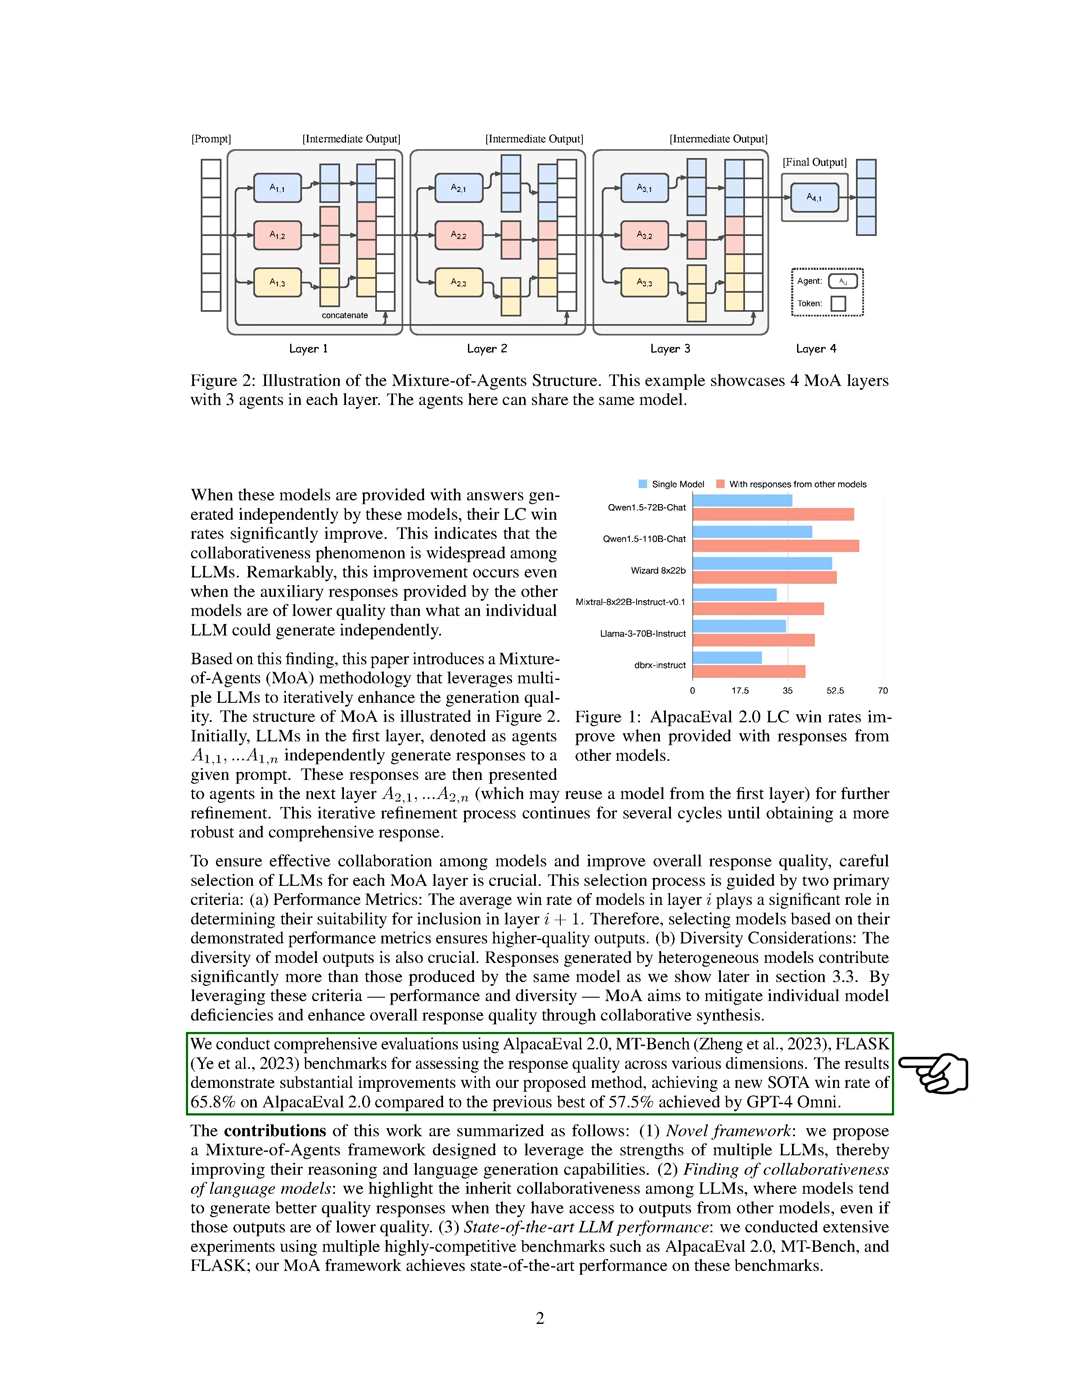 [Prompt]
[Intermediate Output]
[Intermediate Output]
[Intermediate Output]
[Final Output]
A1,1
A2,1
A3,1
A4,1
A1,2
A2,2
A3,2
A1,3
A2,3
A3,3
Agent:
Ai,j
Token:
concatenate
Layer 1
Layer 2
Layer 3
Layer 4
Figure 2: Illustration of the Mixture-of-Agents Structure. This example showcases 4 MoA layers
with 3 agents in each layer. The agents here can share the same model.
When these models are provided with answers gen-
erated independently by these models, their LC win
rates significantly improve. This indicates that the
collaborativeness phenomenon is widespread among
LLMs. Remarkably, this improvement occurs even
when the auxiliary responses provided by the other
models are of lower quality than what an individual
LLM could generate independently.
Based on this finding, this paper introduces a Mixture-
of-Agents (MoA) methodology that leverages multi-
ple LLMs to iteratively enhance the generation qual-
ity. The structure of MoA is illustrated in Figure 2.
Initially, LLMs in the first layer, denoted as agents
A1,1, ...A1,n independently generate responses to a
given prompt. These responses are then presented
Single Model
With responses from other models
Qwen1.5-72B-Chat
Qwen1.5-110B-Chat
Wizard 8x22b
Mixtral-8x22B-Instruct-v0.1
Llama-3-70B-Instruct
dbrx-instruct
0 17.5 35 52.5 70
Figure 1: AlpacaEval 2.0 LC win rates im-
prove when provided with responses from
other models.
to agents in the next layer A2,1, ...A2,n (which may reuse a model from the first layer) for further
refinement. This iterative refinement process continues for several cycles until obtaining a more
robust and comprehensive response.
To ensure effective collaboration among models and improve overall response quality, careful
selection of LLMs for each MoA layer is crucial. This selection process is guided by two primary
criteria: (a) Performance Metrics: The average win rate of models in layer i plays a significant role in
determining their suitability for inclusion in layer i + 1. Therefore, selecting models based on their
demonstrated performance metrics ensures higher-quality outputs. (b) Diversity Considerations: The
diversity of model outputs is also crucial. Responses generated by heterogeneous models contribute
significantly more than those produced by the same model as we show later in section 3.3. By
leveraging these criteria — performance and diversity — MoA aims to mitigate individual model
deficiencies and enhance overall response quality through collaborative synthesis.
We conduct comprehensive evaluations using AlpacaEval 2.0, MT-Bench (Zheng et al., 2023), FLASK
(Ye et al., 2023) benchmarks for assessing the response quality across various dimensions. The results
demonstrate substantial improvements with our proposed method, achieving a new SOTA win rate of
65.8% on AlpacaEval 2.0 compared to the previous best of 57.5% achieved by GPT-4 Omni.
The contributions of this work are summarized as follows: (1) Novel framework: we propose
a Mixture-of-Agents framework designed to leverage the strengths of multiple LLMs, thereby
improving their reasoning and language generation capabilities. (2) Finding of collaborativeness
of language models: we highlight the inherit collaborativeness among LLMs, where models tend
to generate better quality responses when they have access to outputs from other models, even if
those outputs are of lower quality. (3) State-of-the-art LLM performance: we conducted extensive
experiments using multiple highly-competitive benchmarks such as AlpacaEval 2.0, MT-Bench, and
FLASK; our MoA framework achieves state-of-the-art performance on these benchmarks.
2